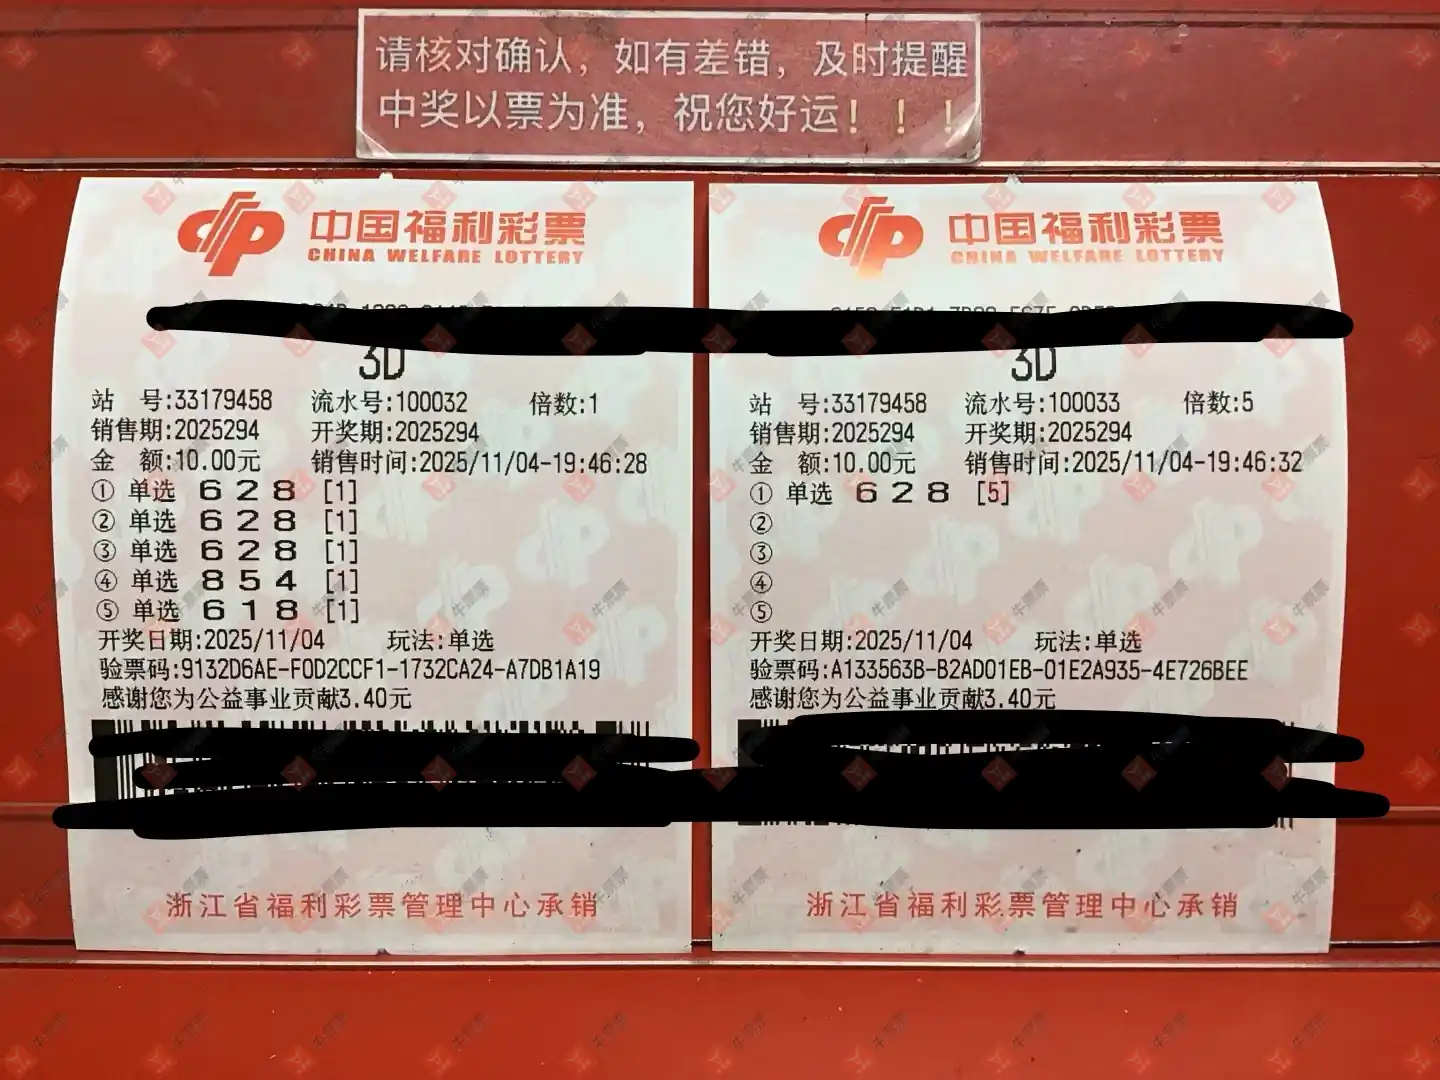 请核对确认，如有差错，及时提醒
中奖以票为准，祝您好运！！！
中国福利彩票
CHINA WELFARE LOTTERY
3D
站 号:33179458 流水号:100032 倍数:1
销售期:2025294 开奖期:2025294
金 额:10.00元 销售时间:2025/11/04-19:46:28
① 单选 6 2 8 [1]
② 单选 6 2 8 [1]
③ 单选 6 2 8 [1]
④ 单选 8 5 4 [1]
⑤ 单选 6 1 8 [1]
开奖日期:2025/11/04 玩法:单选
验票码:9132D6AE-F0D2CCF1-1732CA24-A7DB1A19
感谢您为公益事业贡献3.40元
浙江省福利彩票管理中心承销
中国福利彩票
CHINA WELFARE LOTTERY
3D
站 号:33179458 流水号:100033 倍数:5
销售期:2025294 开奖期:2025294
金 额:10.00元 销售时间:2025/11/04-19:46:32
① 单选 6 2 8 [5]
②
③
④
⑤
开奖日期:2025/11/04 玩法:单选
验票码:A133563B-B2AD01EB-01E2A935-4E726BEE
感谢您为公益事业贡献3.40元
浙江省福利彩票管理中心承销